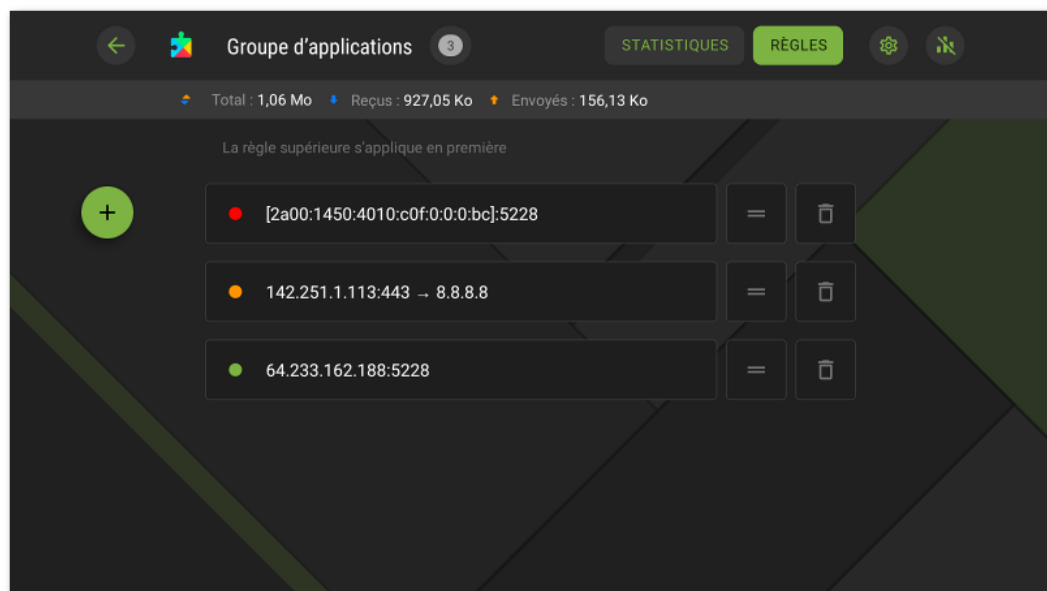 Groupe d’applications 3 STATISTIQUES RÈGLES
Total : 1,06 Mo Reçus : 927,05 Ko Envoyés : 156,13 Ko
La règle supérieure s’applique en première
[2a00:1450:4010:c0f:0:0:0:bc]:5228
142.251.1.113:443 → 8.8.8.8
64.233.162.188:5228